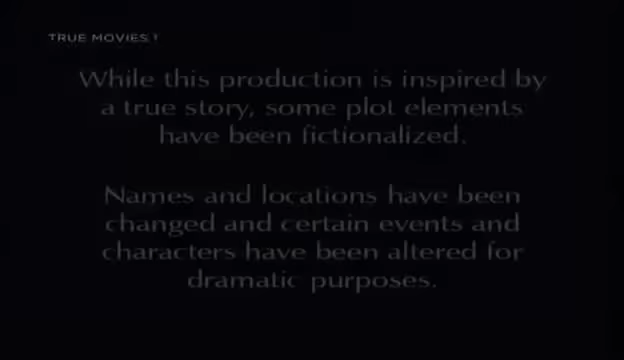 TRUE MOVIES 1
While this production is inspired by
a true story, some plot elements
have been fictionalized.
Names and locations have been
changed and certain events and
characters have been altered for
dramatic purposes.